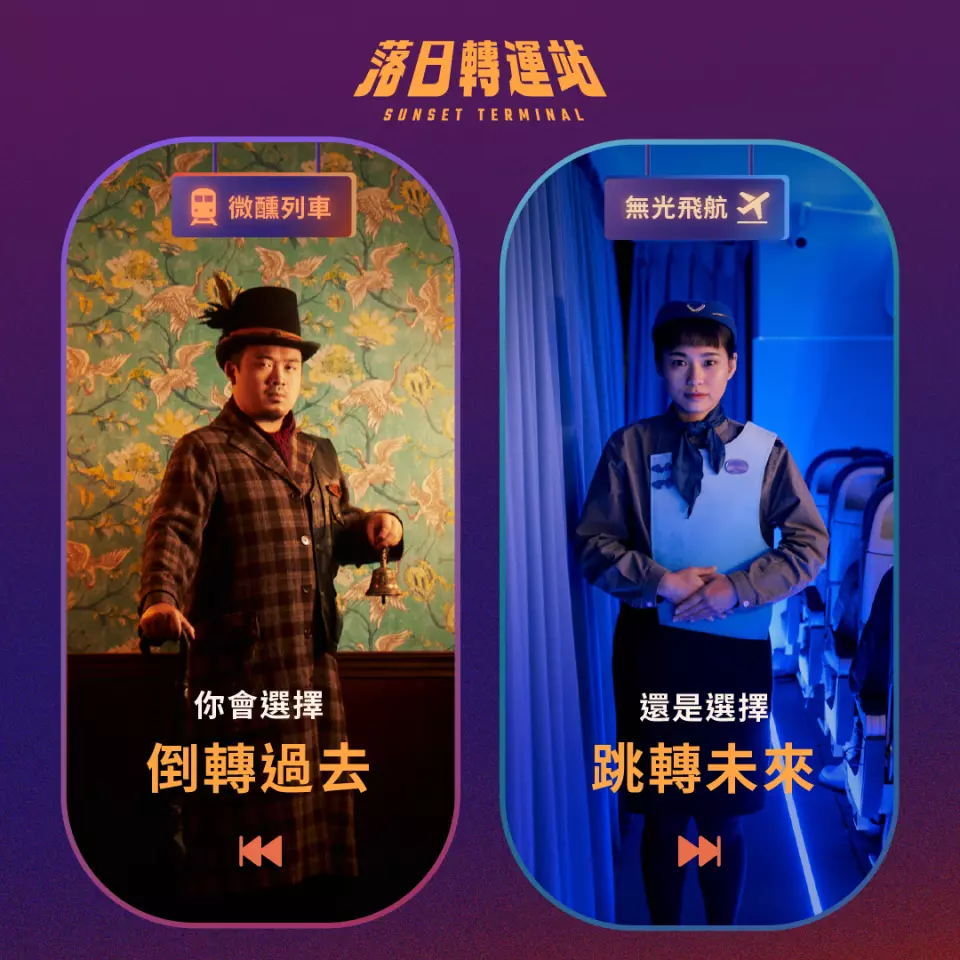 落日轉運站
SUNSET TERMINAL
微醺列車
你會選擇
倒轉過去
無光飛航
還是選擇
跳轉未來